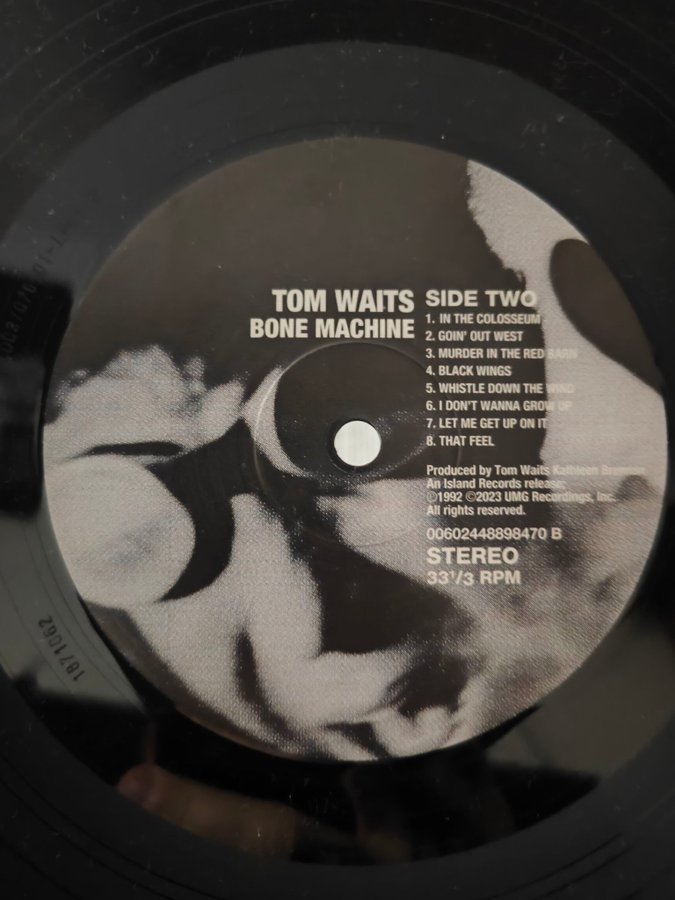 TOM WAITS
BONE MACHINE
SIDE TWO
1. IN THE COLOSSEUM
2. GOIN' OUT WEST
3. MURDER IN THE RED BARN
4. BLACK WINGS
5. WHISTLE DOWN THE WIND
6. I DON'T WANNA GROW UP
7. LET ME GET UP ON IT
8. THAT FEEL
Produced by Tom Waits Kathleen Brennan
An Island Records release;
Ⓟ1992 ©2023 UMG Recordings, Inc.
All rights reserved.
00602448898470 B
STEREO
33¹/3 RPM
1871062